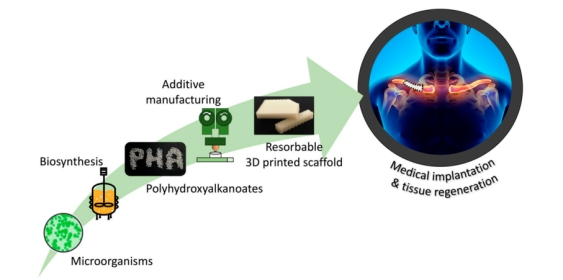 Additive
manufacturing
Resorbable
3D printed scaffold
Biosynthesis
PHA
Polyhydroxyalkanoates
Microorganisms
Medical implantation
& tissue regeneration